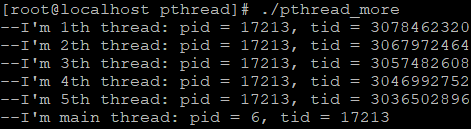 [root@localhost pthread]# ./pthread_more
--I'm 1th thread: pid = 17213, tid = 3078462320
--I'm 2th thread: pid = 17213, tid = 3067972464
--I'm 3th thread: pid = 17213, tid = 3057482608
--I'm 4th thread: pid = 17213, tid = 3046992752
--I'm 5th thread: pid = 17213, tid = 3036502896
--I'm main thread: pid = 6, tid = 17213